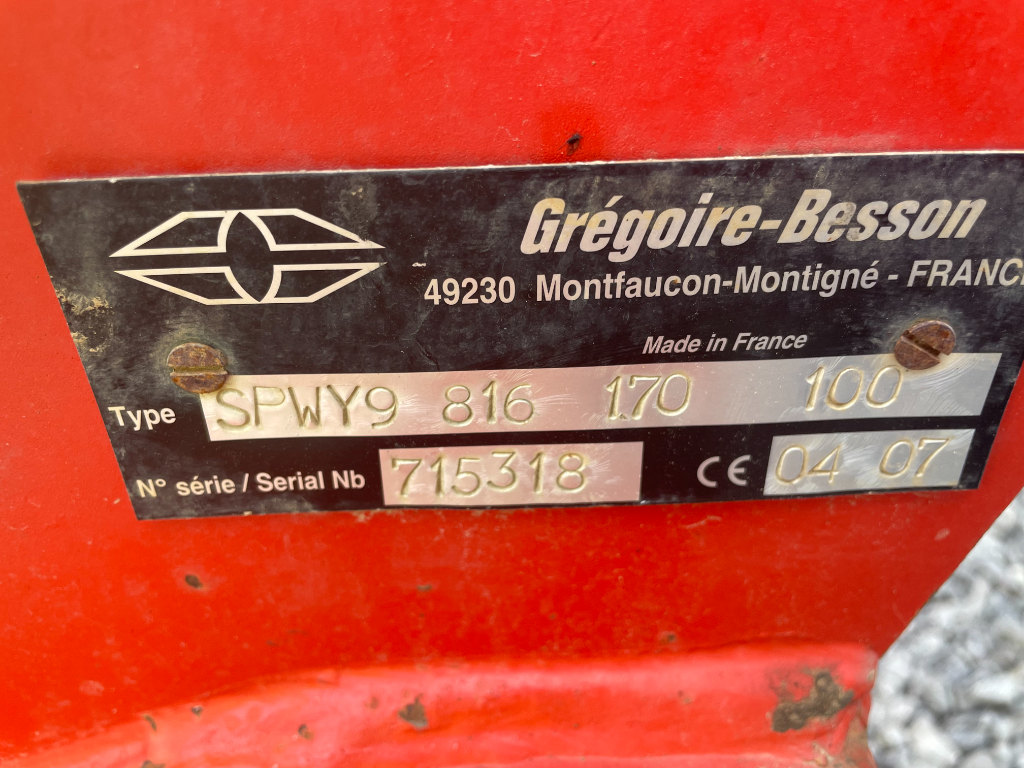 Grégoire-Besson
49230 Montfaucon-Montigné - FRANCE
Made in France
Type SPWY9 816 170 100
N° série / Serial Nb 715318 CE 04 07